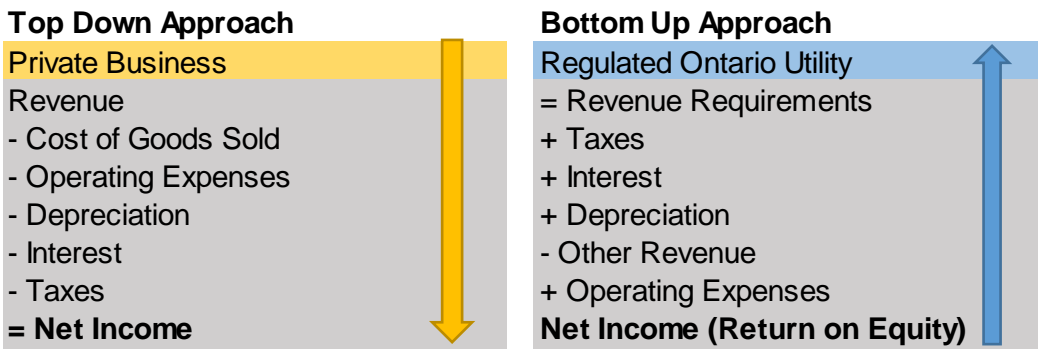 Top Down Approach
Private Business
Revenue
- Cost of Goods Sold
- Operating Expenses
- Depreciation
- Interest
- Taxes
= Net Income
Bottom Up Approach
Regulated Ontario Utility
= Revenue Requirements
+ Taxes
+ Interest
+ Depreciation
- Other Revenue
+ Operating Expenses
Net Income (Return on Equity)